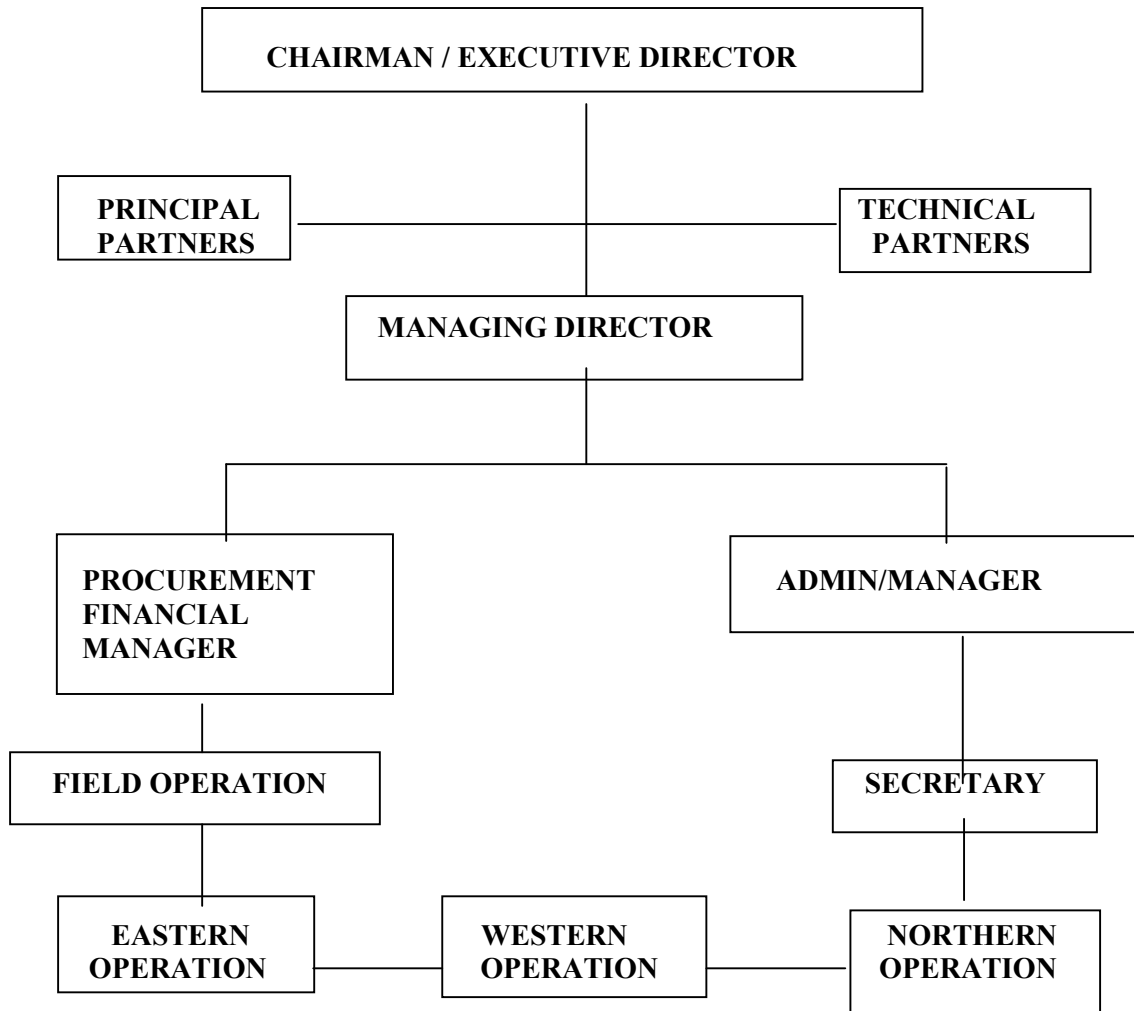 CHAIRMAN / EXECUTIVE DIRECTOR
PRINCIPAL
PARTNERS
TECHNICAL
PARTNERS
MANAGING DIRECTOR
PROCUREMENT
FINANCIAL
MANAGER
ADMIN/MANAGER
FIELD OPERATION
SECRETARY
EASTERN
OPERATION
WESTERN
OPERATION
NORTHERN
OPERATION